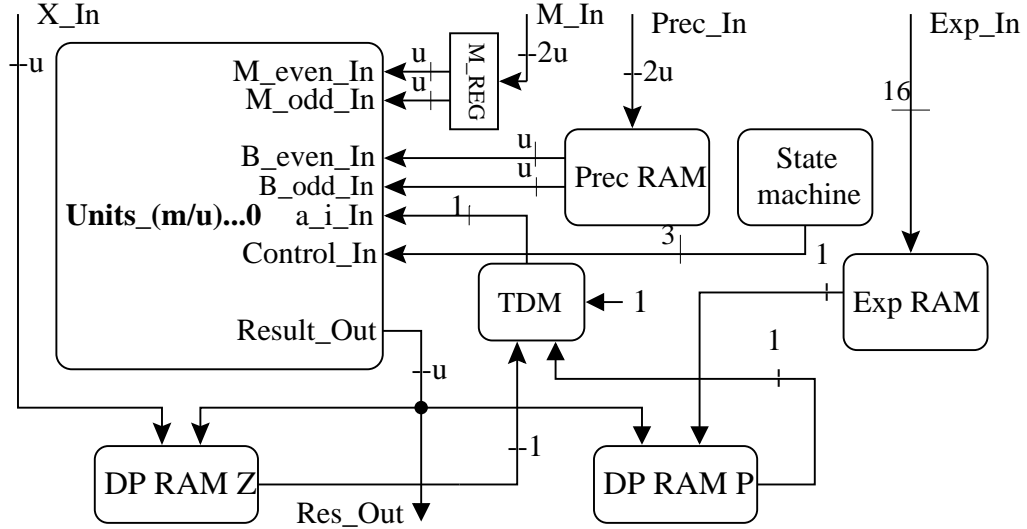 X_In
M_In
Prec_In
Exp_In
u
2u
2u
16
M_even_In
u
M_REG
M_odd_In
u
B_even_In
u
B_odd_In
u
Prec RAM
State
machine
Units_(m/u)...0
a_i_In
1
Control_In
3
1
TDM
1
Exp RAM
Result_Out
1
u
1
DP RAM Z
DP RAM P
Res_Out